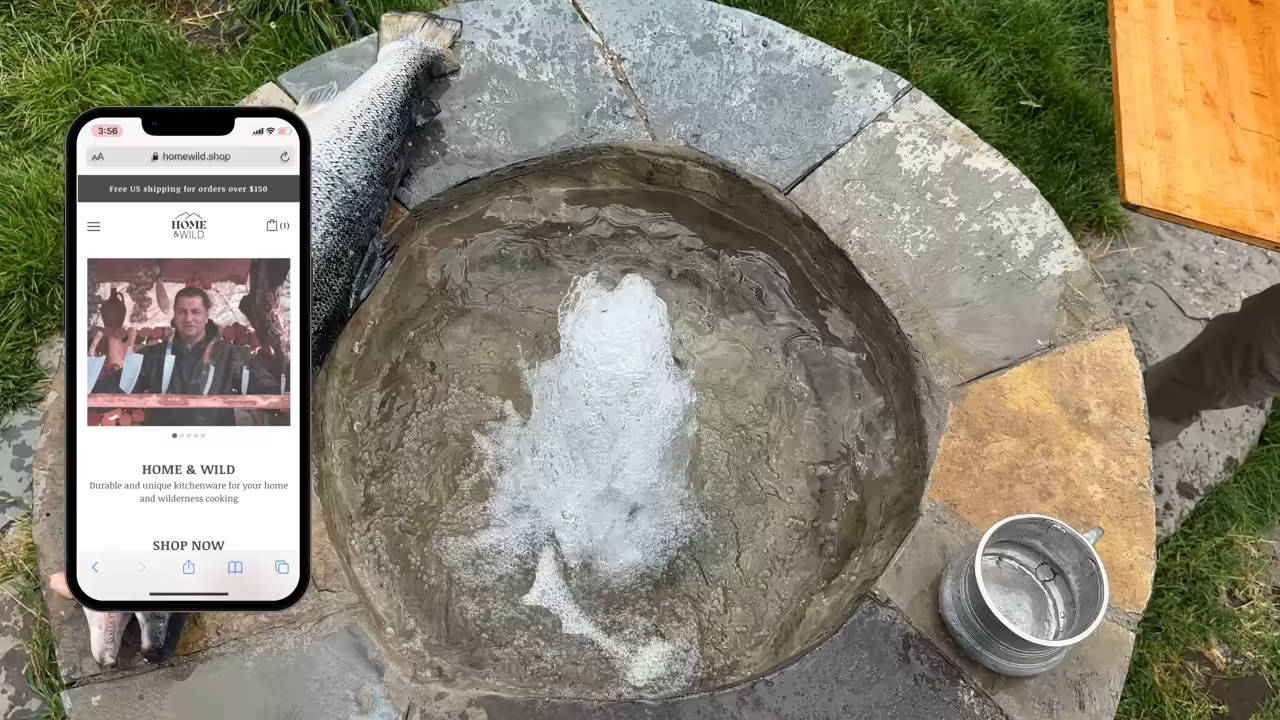 3:56
AA
homewild.shop
Free US shipping for orders over $150
HOME
& WILD
(1)
HOME & WILD
Durable and unique kitchenware for your home
and wilderness cooking
SHOP NOW